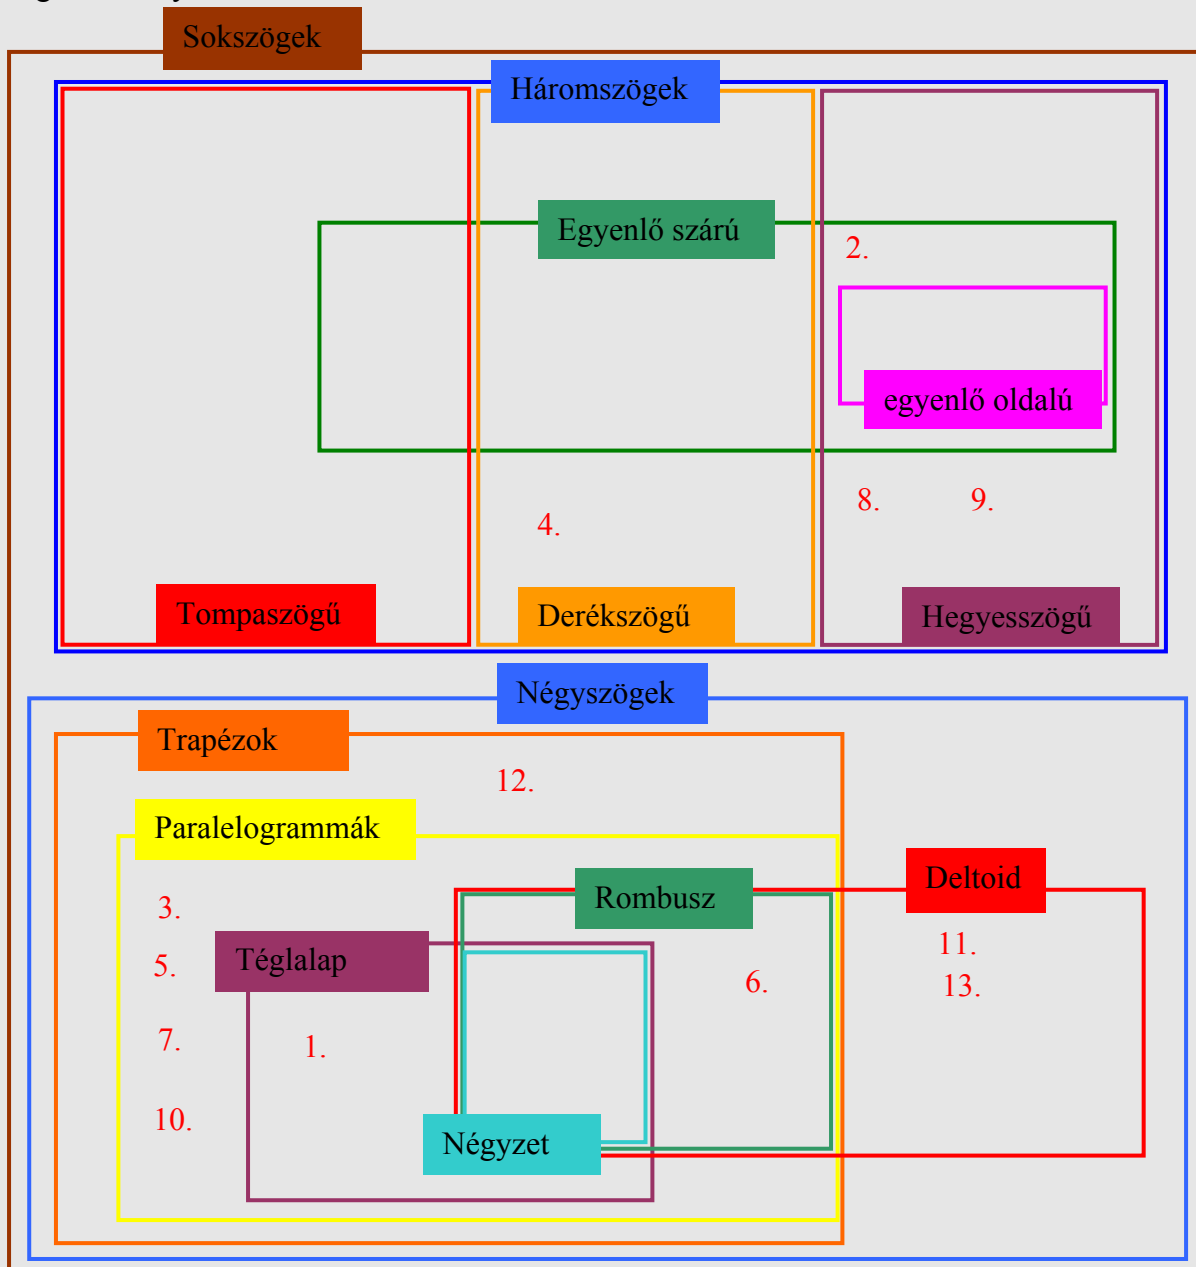 Sokszögek
Háromszögek
Egyenlő szárú
2.
egyenlő oldalú
8. 9.
4.
Tompaszögű Derékszögű Hegyesszögű
Négyszögek
Trapézok
12.
Paralelogrammák
Deltoid
Rombusz
3.
11.
Téglalap
5.
6.
13.
7.
1.
10.
Négyzet